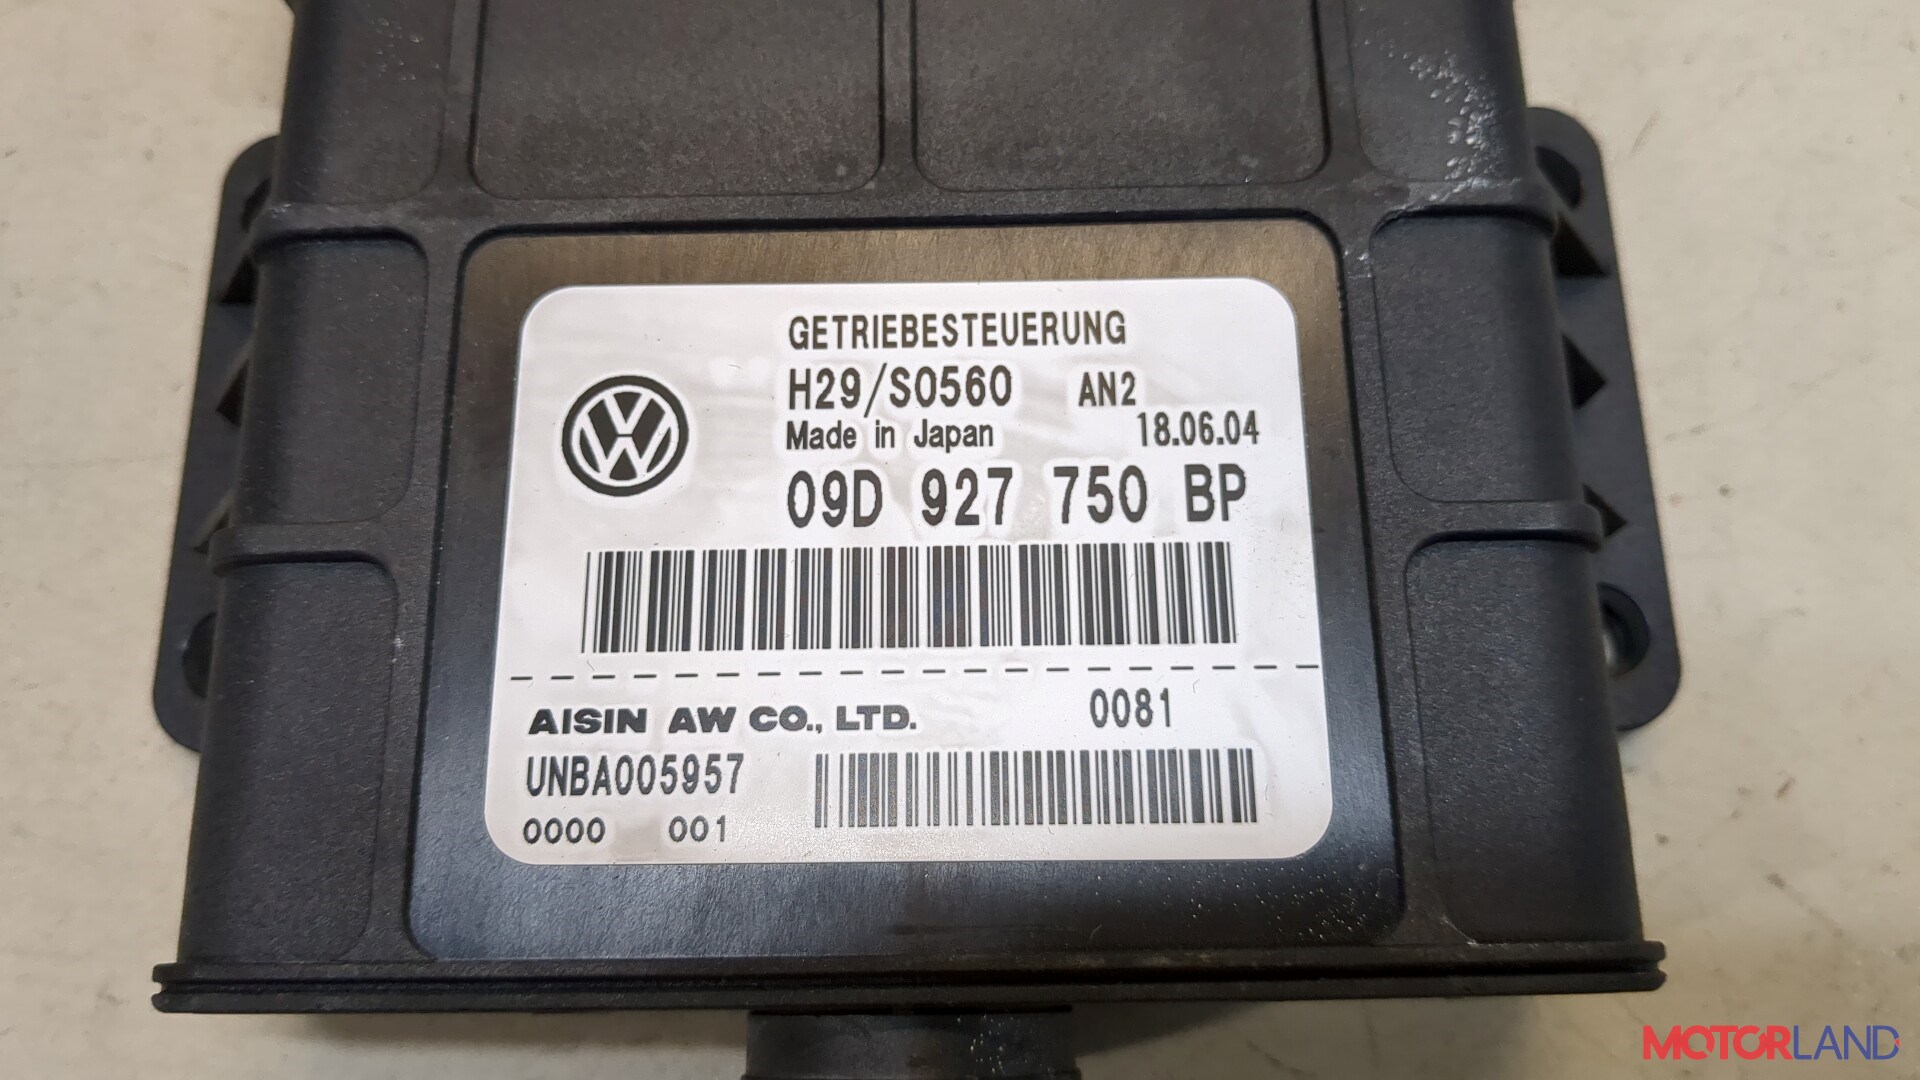 GETRIEBESTEUERUNG
H29/S0560 AN2
Made in Japan 18.06.04
09D 927 750 BP
AISIN AW CO., LTD. 0081
UNBA005957
0000 001
MOTORLAND